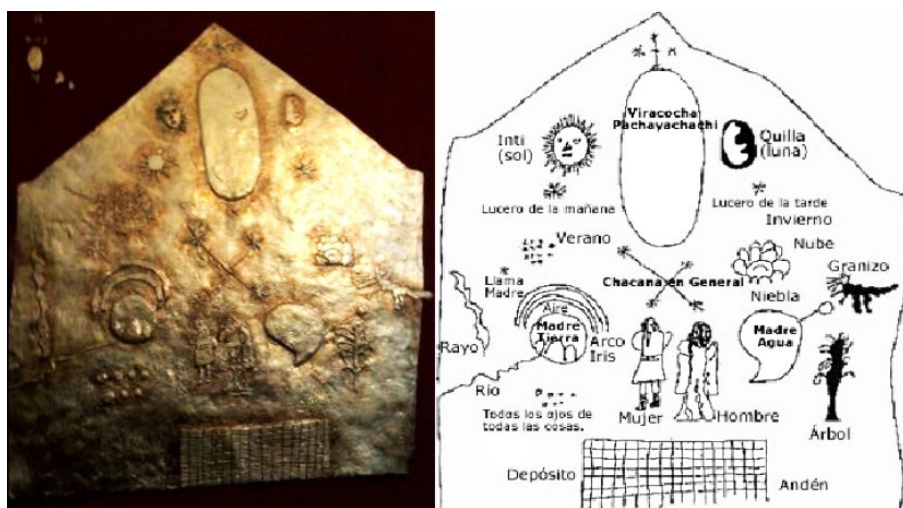 Viracocha
Pachayachachi
Inti
(sol)
Quilla
(luna)
Lucero de la mañana
Lucero de la tarde
Invierno
Verano
Nube
Llama
Madre
Chacana en General
Granizo
Niebla
Aire
Madre
Tierra
Arco
Iris
Madre
Agua
Rayo
Río
Todas los ojos de
todas las cosas.
Mujer
Hombre
Árbol
Depósito
Andén